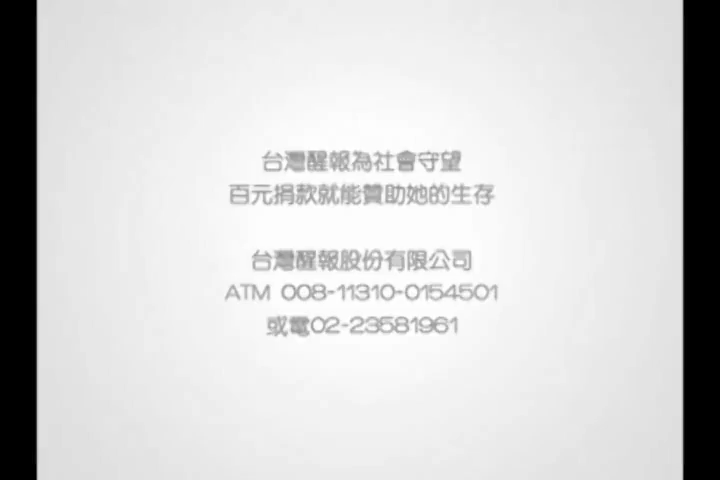 台灣醒報為社會守望
百元捐款就能贊助她的生存
台灣醒報股份有限公司
ATM 008-11310-0154501
或電02-23581961